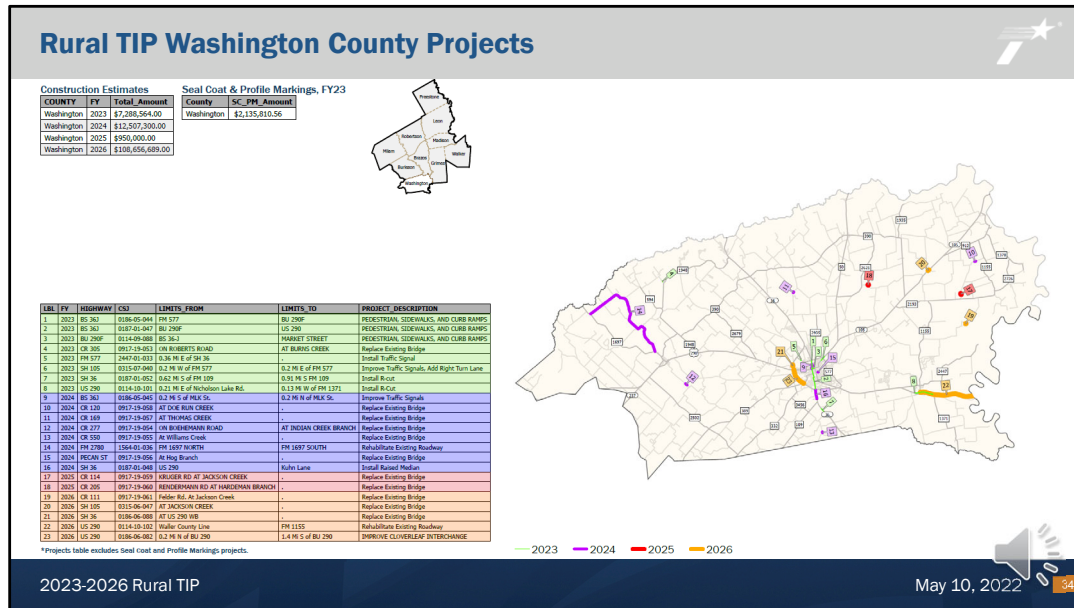 Rural TIP Washington County Projects
Construction Estimates
COUNTY FY Total_Amount
Washington 2023 $7,288,564.00
Washington 2024 $12,507,300.00
Washington 2025 $950,000.00
Washington 2026 $108,656,689.00
Seal Coat & Profile Markings, FY23
County SC_PM_Amount
Washington $2,135,810.56
Freestone
Leon
Robertson
Madison
Milam
Brazos
Walker
Grimes
Burleson
Washington
LBL FY HIGHWAY CSJ LIMITS_FROM LIMITS_TO PROJECT_DESCRIPTION
1 2023 BS 36J 0186-05-044 FM 577 BU 290F PEDESTRIAN, SIDEWALKS, AND CURB RAMPS
2 2023 BS 36J 0187-01-047 BU 290F US 290 PEDESTRIAN, SIDEWALKS, AND CURB RAMPS
3 2023 BU 290F 0114-09-088 BS 36-J MARKET STREET PEDESTRIAN, SIDEWALKS, AND CURB RAMPS
4 2023 CR 305 0917-19-053 ON ROBERTS ROAD AT BURNS CREEK Replace Existing Bridge
5 2023 FM 577 2447-01-033 0.36 Mi E of SH 36 . Install Traffic Signal
6 2023 SH 105 0315-07-040 0.2 Mi W of FM 577 0.2 Mi E of FM 577 Improve Traffic Signals, Add Right Turn Lane
7 2023 SH 36 0187-01-052 0.62 Mi S of FM 109 0.91 Mi S FM 109 Install R-cut
8 2023 US 290 0114-10-101 0.21 Mi E of Nicholson Lake Rd. 0.13 Mi W of FM 1371 Install R-Cut
9 2024 BS 36J 0186-05-045 0.2 Mi S of MLK St. 0.2 Mi N of MLK St. Improve Traffic Signals
10 2024 CR 120 0917-19-058 AT DOE RUN CREEK . Replace Existing Bridge
11 2024 CR 169 0917-19-057 AT THOMAS CREEK . Replace Existing Bridge
12 2024 CR 277 0917-19-054 ON BOEHEMANN ROAD AT INDIAN CREEK BRANCH Replace Existing Bridge
13 2024 CR 550 0917-19-055 At Williams Creek . Replace Existing Bridge
14 2024 FM 2780 1564-01-036 FM 1697 NORTH FM 1697 SOUTH Rehabilitate Existing Roadway
15 2024 PECAN ST 0917-19-056 At Hog Branch . Replace Existing Bridge
16 2024 SH 36 0187-01-048 US 290 Kuhn Lane Install Raised Median
17 2025 CR 114 0917-19-059 KRUGER RD AT JACKSON CREEK . Replace Existing Bridge
18 2025 CR 205 0917-19-060 RENDERMANN RD AT HARDEMAN BRANCH . Replace Existing Bridge
19 2026 CR 111 0917-19-061 Felder Rd. At Jackson Creek . Replace Existing Bridge
20 2026 SH 105 0315-06-047 AT JACKSON CREEK . Replace Existing Bridge
21 2026 SH 36 0186-06-088 AT US 290 WB . Replace Existing Bridge
22 2026 US 290 0114-10-102 Waller County Line FM 1155 Rehabilitate Existing Roadway
23 2026 US 290 0186-06-082 0.2 Mi N of BU 290 1.4 Mi S of BU 290 IMPROVE CLOVERLEAF INTERCHANGE
*Projects table excludes Seal Coat and Profile Markings projects.
2023 2024 2025 2026
2023-2026 Rural TIP
May 10, 2022
34